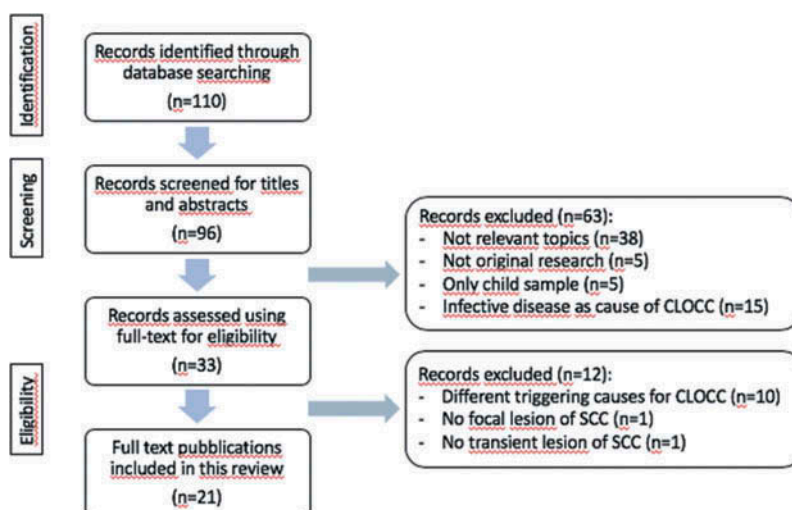 Identification
Records identified through
database searching
(n=110)
Screening
Records screened for titles
and abstracts
(n=96)
Records excluded (n=63):
- Not relevant topics (n=38)
- Not original research (n=5)
- Only child sample (n=5)
- Infective disease as cause of CLOCC (n=15)
Records assessed using
full-text for eligibility
(n=33)
Eligibility
Records excluded (n=12):
- Different triggering causes for CLOCC (n=10)
- No focal lesion of SCC (n=1)
- No transient lesion of SCC (n=1)
Full text pubblications
included in this review
(n=21)